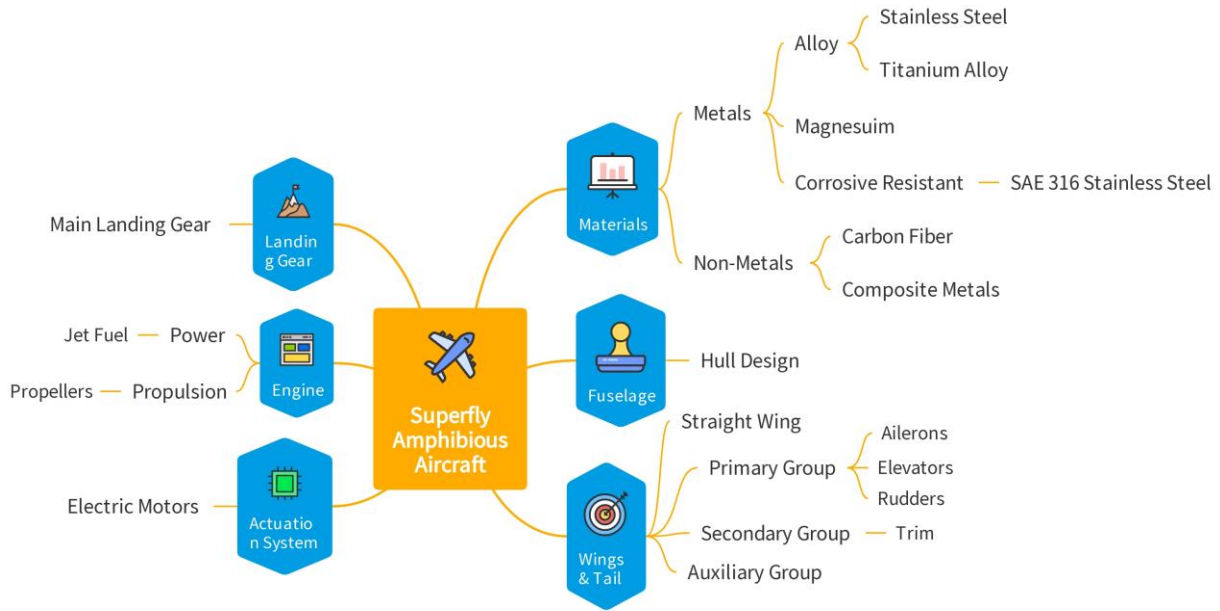 Stainless Steel
Alloy
Titanium Alloy
Metals
Magnesuim
Corrosive Resistant
SAE 316 Stainless Steel
Materials
Carbon Fiber
Non-Metals
Composite Metals
Main Landing Gear
Landin
g Gear
Jet Fuel
Power
Propellers
Propulsion
Engine
Superfly
Amphibious
Aircraft
Fuselage
Hull Design
Electric Motors
Actuatio
n System
Straight Wing
Primary Group
Ailerons
Elevators
Rudders
Secondary Group
Trim
Auxiliary Group
Wings
& Tail